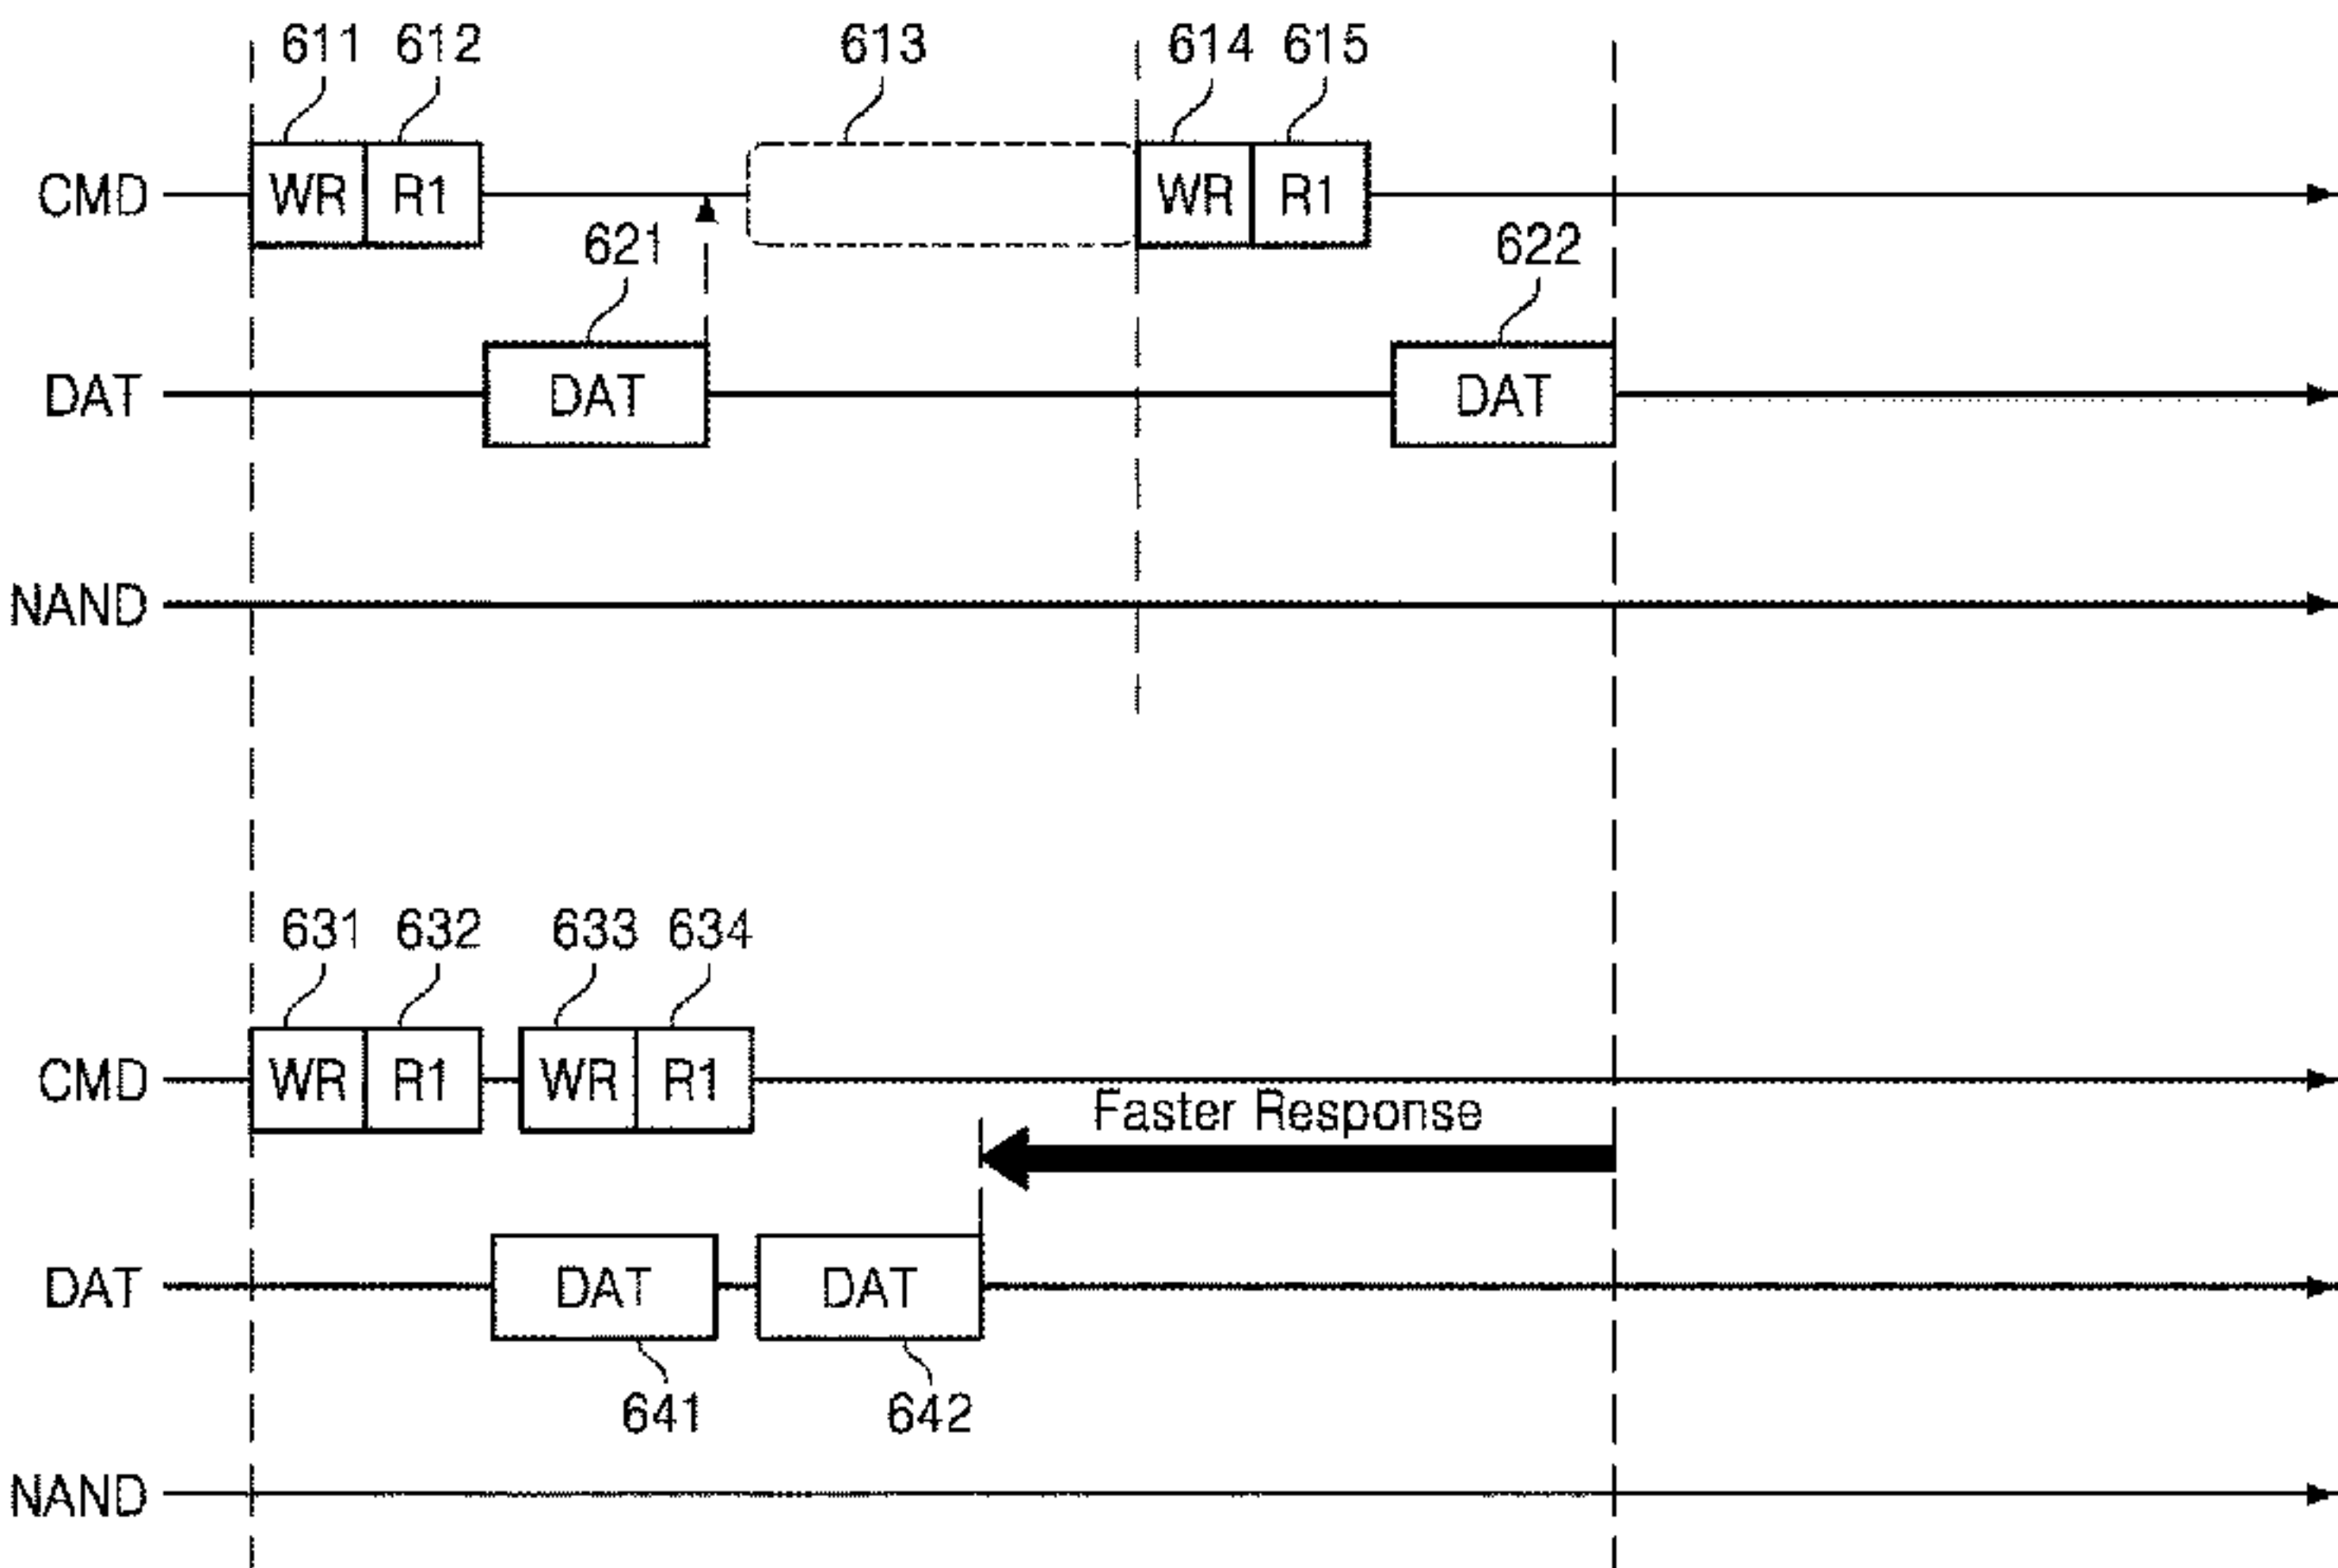 611 612 613 614 615
CMD WR R1 WR R1
621 622
DAT DAT DAT
NAND
631 632 633 634
CMD WR R1 WR R1
Faster Response
DAT DAT DAT
641 642
NAND